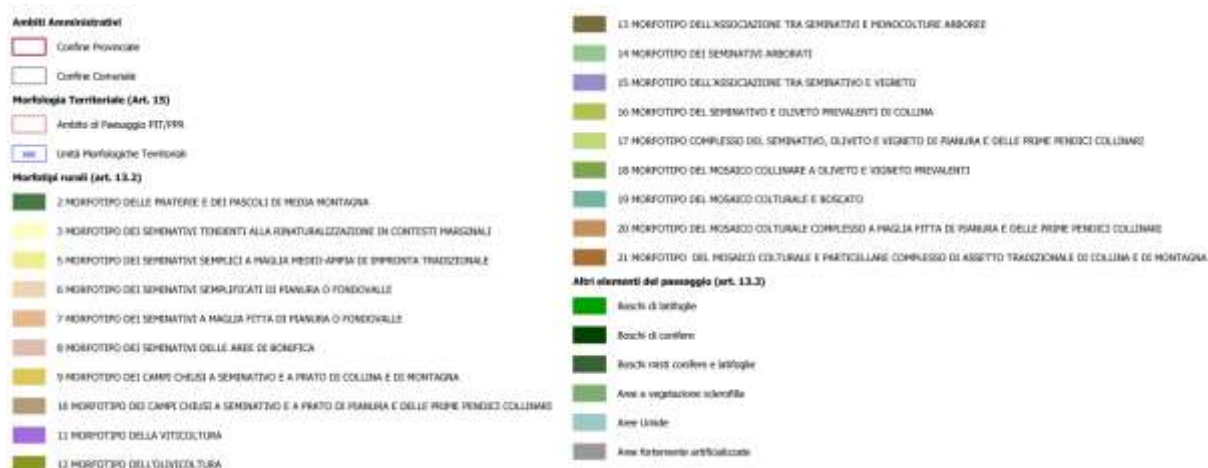 Ambiti Amministrativi
Confine Provinciale
Confine Comunale
Morfologia Territoriale (Art. 15)
Ambito di Paesaggio PIT/PPR
Unità Morfologiche Territoriali
Morfotipi rurali (art. 13.2)
2 MORFOTIPO DELLE PRATERIE E DEI PASCOLI DI MEDIA MONTAGNA
3 MORFOTIPO DEI SEMINATIVI TENDENTI ALLA RINATURALIZZAZIONE IN CONTESTI MARGINALI
5 MORFOTIPO DEI SEMINATIVI SEMPLICI A MAGLIA MEDIO-AMPIA DI IMPRONTA TRADIZIONALE
6 MORFOTIPO DEI SEMINATIVI SEMPLIFICATI DI PIANURA O FONDOVALLE
7 MORFOTIPO DEI SEMINATIVI A MAGLIA FITTA DI PIANURA O FONDOVALLE
8 MORFOTIPO DEI SEMINATIVI DELLE AREE DI BONIFICA
9 MORFOTIPO DEI CAMPI CHIUSI A SEMINATIVO E A PRATO DI COLLINA E DI MONTAGNA
10 MORFOTIPO DEI CAMPI CHIUSI A SEMINATIVO E A PRATO DI PIANURA E DELLE PRIME PENDICI COLLINARI
11 MORFOTIPO DELLA VITICOLTURA
12 MORFOTIPO DELL'OLIVICOLTURA
13 MORFOTIPO DELL'ASSOCIAZIONE TRA SEMINATIVI E MONOCOLTURE ARBOREE
14 MORFOTIPO DEI SEMINATIVI ARBORATI
15 MORFOTIPO DELL'ASSOCIAZIONE TRA SEMINATIVO E VIGNETO
16 MORFOTIPO DEL SEMINATIVO E OLIVETO PREVALENTI DI COLLINA
17 MORFOTIPO COMPLESSO DEL SEMINATIVO, OLIVETO E VIGNETO DI PIANURA E DELLE PRIME PENDICI COLLINARI
18 MORFOTIPO DEL MOSAICO COLLINARE A OLIVETO E VIGNETO PREVALENTI
19 MORFOTIPO DEL MOSAICO COLTURALE E BOSCATO
20 MORFOTIPO DEL MOSAICO COLTURALE COMPLESSO A MAGLIA FITTA DI PIANURA E DELLE PRIME PENDICI COLLINARI
21 MORFOTIPO DEL MOSAICO COLTURALE E PARTICELLARE COMPLESSO DI ASSETTO TRADIZIONALE DI COLLINA E DI MONTAGNA
Altri elementi del paesaggio (art. 13.3)
Boschi di latifoglie
Boschi di conifere
Boschi misti conifere e latifoglie
Aree a vegetazione sclerofilla
Aree Umide
Aree fortemente artificializzate